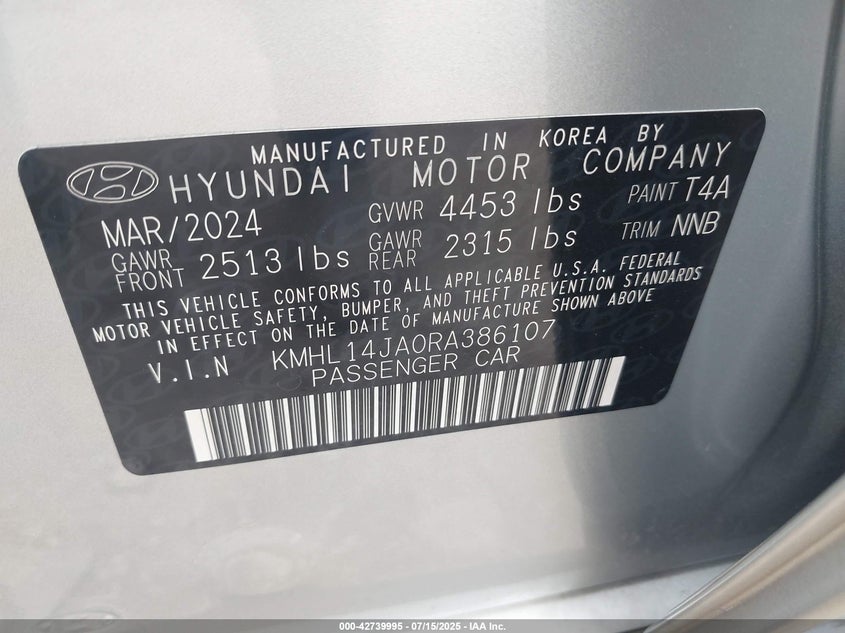 MANUFACTURED IN KOREA BY
HYUNDAI MOTOR COMPANY
MAR/2024 GVWR 4453 lbs PAINT T4A
GAWR FRONT 2513 lbs GAWR REAR 2315 lbs TRIM NNB
THIS VEHICLE CONFORMS TO ALL APPLICABLE U.S.A. FEDERAL
MOTOR VEHICLE SAFETY, BUMPER, AND THEFT PREVENTION STANDARDS
IN EFFECT ON THE DATE OF MANUFACTURE SHOWN ABOVE
V.I.N KMHL14JA0RA386107
PASSENGER CAR
000-42739995 - 07/15/2025 - IAA Inc.